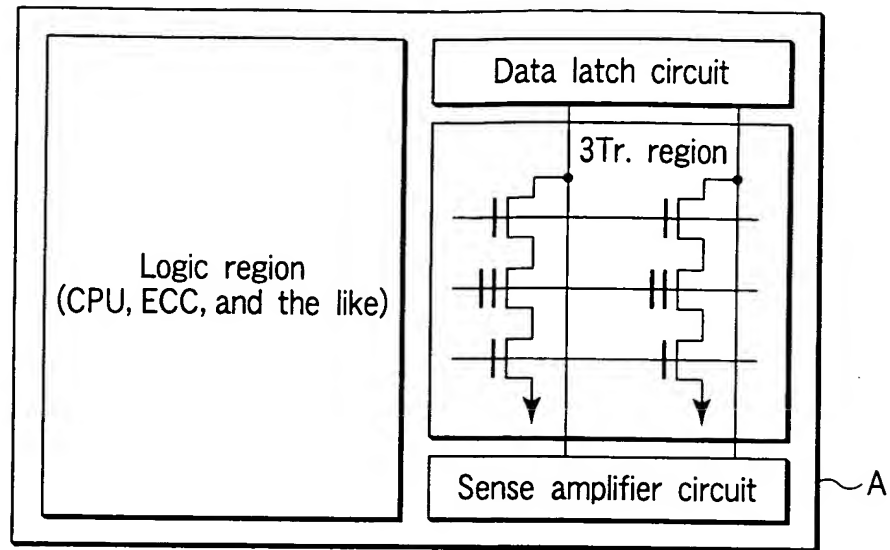 Data latch circuit
3Tr. region
Logic region
(CPU, ECC, and the like)
Sense amplifier circuit
A